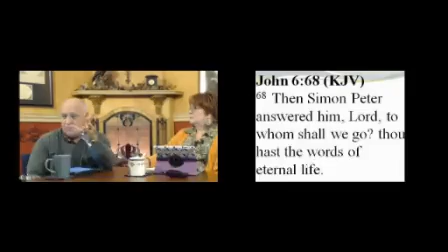 John 6:68 (KJV)
68 Then Simon Peter
answered him, Lord, to
whom shall we go? thou
hast the words of
eternal life.